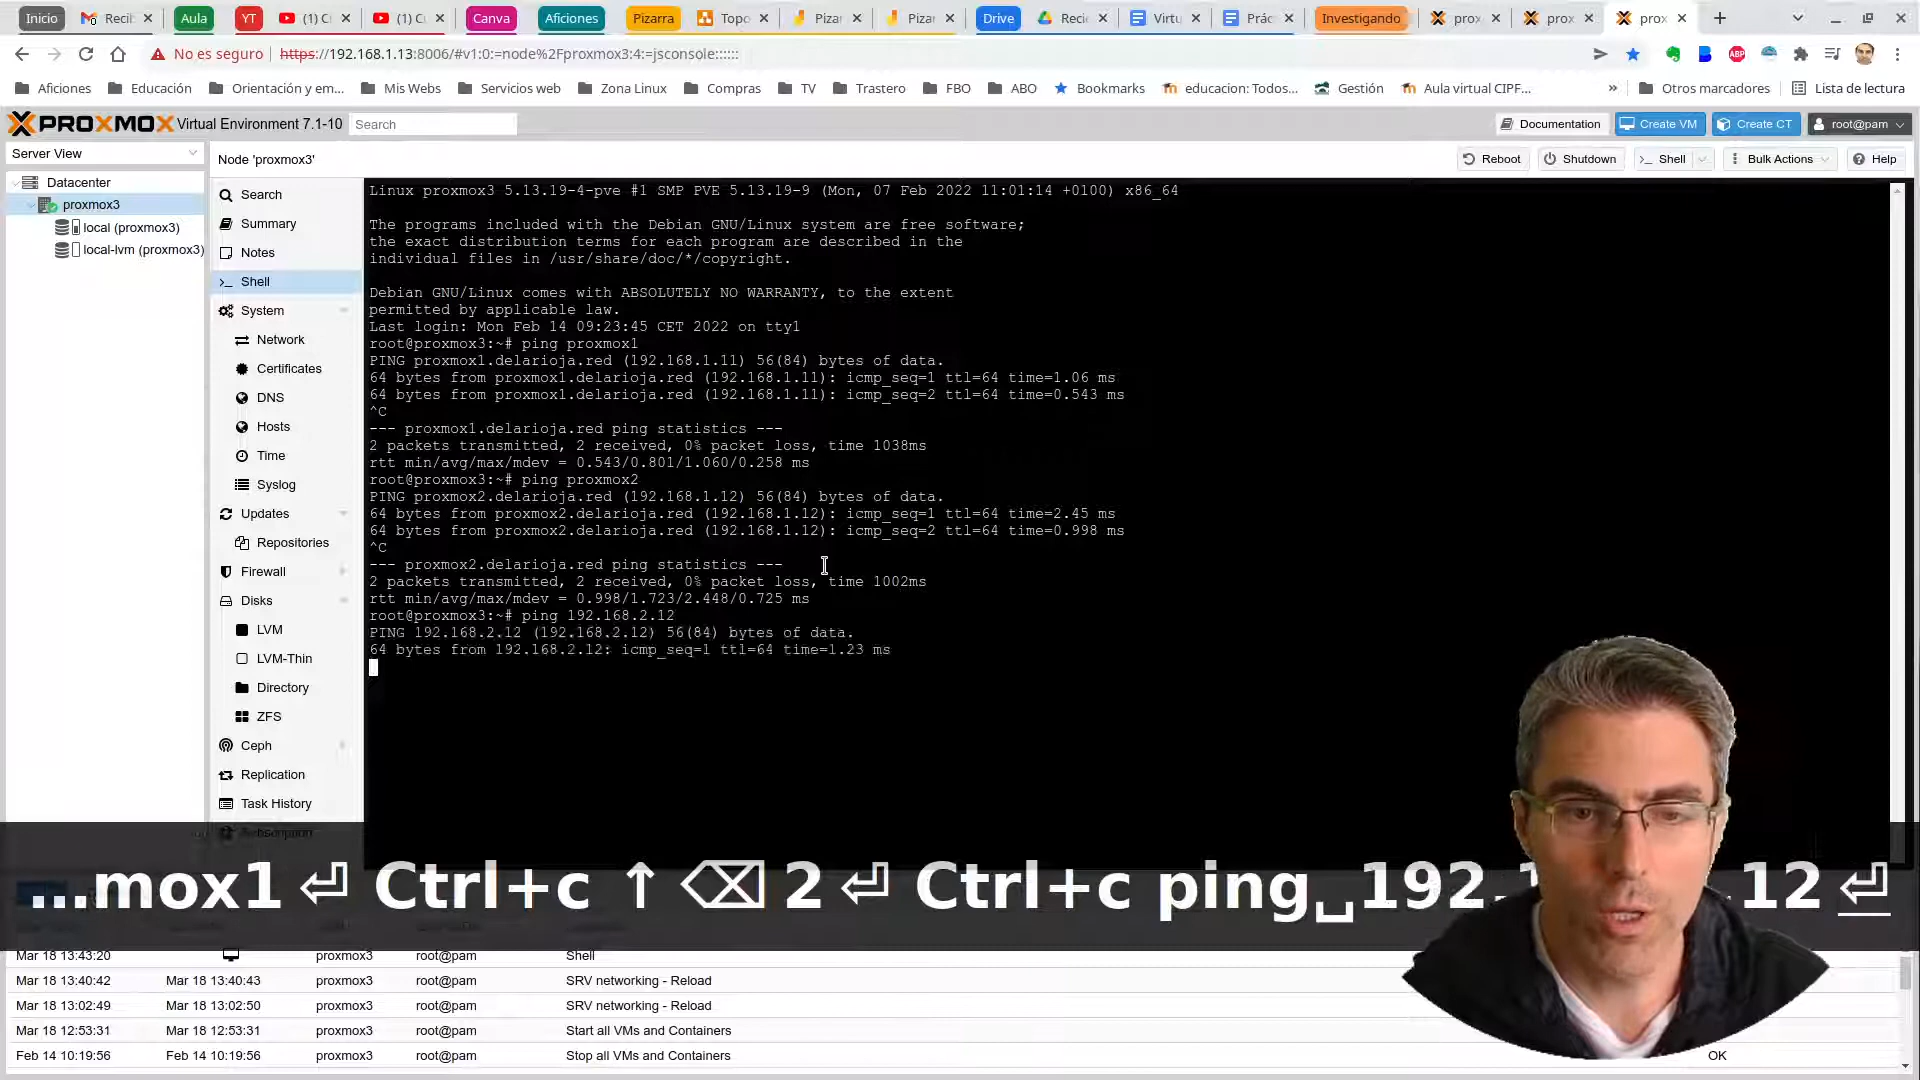 Inicio Recib Aula YT (1) C (1) C Canva Aficiones Pizarra Topo Pizar Pizar Drive Recie Virtu Prác Investigando prox prox prox
No es seguro https://192.168.1.13:8006/#v1:0:=node%2Fproxmox3:4:=jsconsole::::::
Aficiones Educación Orientación y em... Mis Webs Servicios web Zona Linux Compras TV Trastero FBO ABO Bookmarks educacion: Todos... Gestión Aula virtual CIPF... » Otros marcadores Lista de lectura
PROXMOX Virtual Environment 7.1-10 Search Documentation Create VM Create CT root@pam
Server View
Node 'proxmox3' Reboot Shutdown >_ Shell Bulk Actions Help
Datacenter
proxmox3
local (proxmox3)
local-lvm (proxmox3)
Search
Summary
Notes
>_ Shell
System
Network
Certificates
DNS
Hosts
Time
Syslog
Updates
Repositories
Firewall
Disks
LVM
LVM-Thin
Directory
ZFS
Ceph
Replication
Task History
Subscription
Linux proxmox3 5.13.19-4-pve #1 SMP PVE 5.13.19-9 (Mon, 07 Feb 2022 11:01:14 +0100) x86_64
The programs included with the Debian GNU/Linux system are free software;
the exact distribution terms for each program are described in the
individual files in /usr/share/doc/*/copyright.
Debian GNU/Linux comes with ABSOLUTELY NO WARRANTY, to the extent
permitted by applicable law.
Last login: Mon Feb 14 09:23:45 CET 2022 on tty1
root@proxmox3:~# ping proxmox1
PING proxmox1.delarioja.red (192.168.1.11) 56(84) bytes of data.
64 bytes from proxmox1.delarioja.red (192.168.1.11): icmp_seq=1 ttl=64 time=1.06 ms
64 bytes from proxmox1.delarioja.red (192.168.1.11): icmp_seq=2 ttl=64 time=0.543 ms
^C
--- proxmox1.delarioja.red ping statistics ---
2 packets transmitted, 2 received, 0% packet loss, time 1038ms
rtt min/avg/max/mdev = 0.543/0.801/1.060/0.258 ms
root@proxmox3:~# ping proxmox2
PING proxmox2.delarioja.red (192.168.1.12) 56(84) bytes of data.
64 bytes from proxmox2.delarioja.red (192.168.1.12): icmp_seq=1 ttl=64 time=2.45 ms
64 bytes from proxmox2.delarioja.red (192.168.1.12): icmp_seq=2 ttl=64 time=0.998 ms
^C
--- proxmox2.delarioja.red ping statistics ---
2 packets transmitted, 2 received, 0% packet loss, time 1002ms
rtt min/avg/max/mdev = 0.998/1.723/2.448/0.725 ms
root@proxmox3:~# ping 192.168.2.12
PING 192.168.2.12 (192.168.2.12) 56(84) bytes of data.
64 bytes from 192.168.2.12: icmp_seq=1 ttl=64 time=1.23 ms
...mox1 ⏎ Ctrl+c ↑ ⌫ 2 ⏎ Ctrl+c ping␣192. .12 ⏎
Mar 18 13:43:20 proxmox3 root@pam Shell
Mar 18 13:40:42 Mar 18 13:40:43 proxmox3 root@pam SRV networking - Reload
Mar 18 13:02:49 Mar 18 13:02:50 proxmox3 root@pam SRV networking - Reload
Mar 18 12:53:31 Mar 18 12:53:31 proxmox3 root@pam Start all VMs and Containers
Feb 14 10:19:56 Feb 14 10:19:56 proxmox3 root@pam Stop all VMs and Containers OK